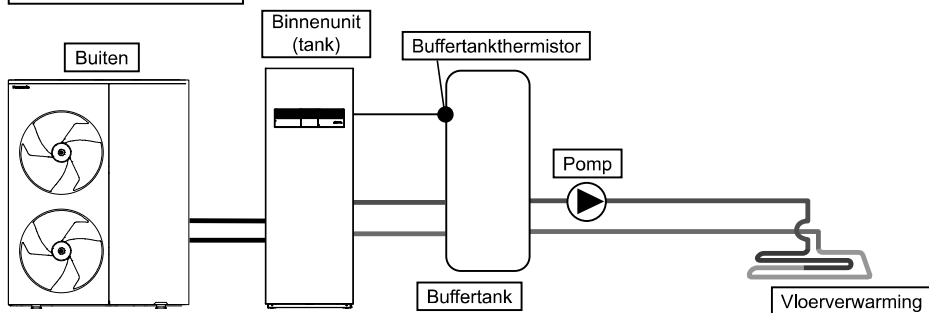 Binnenunit
(tank)
Buiten
Buffertankthermistor
Pomp
Buffertank
Vloerverwarming